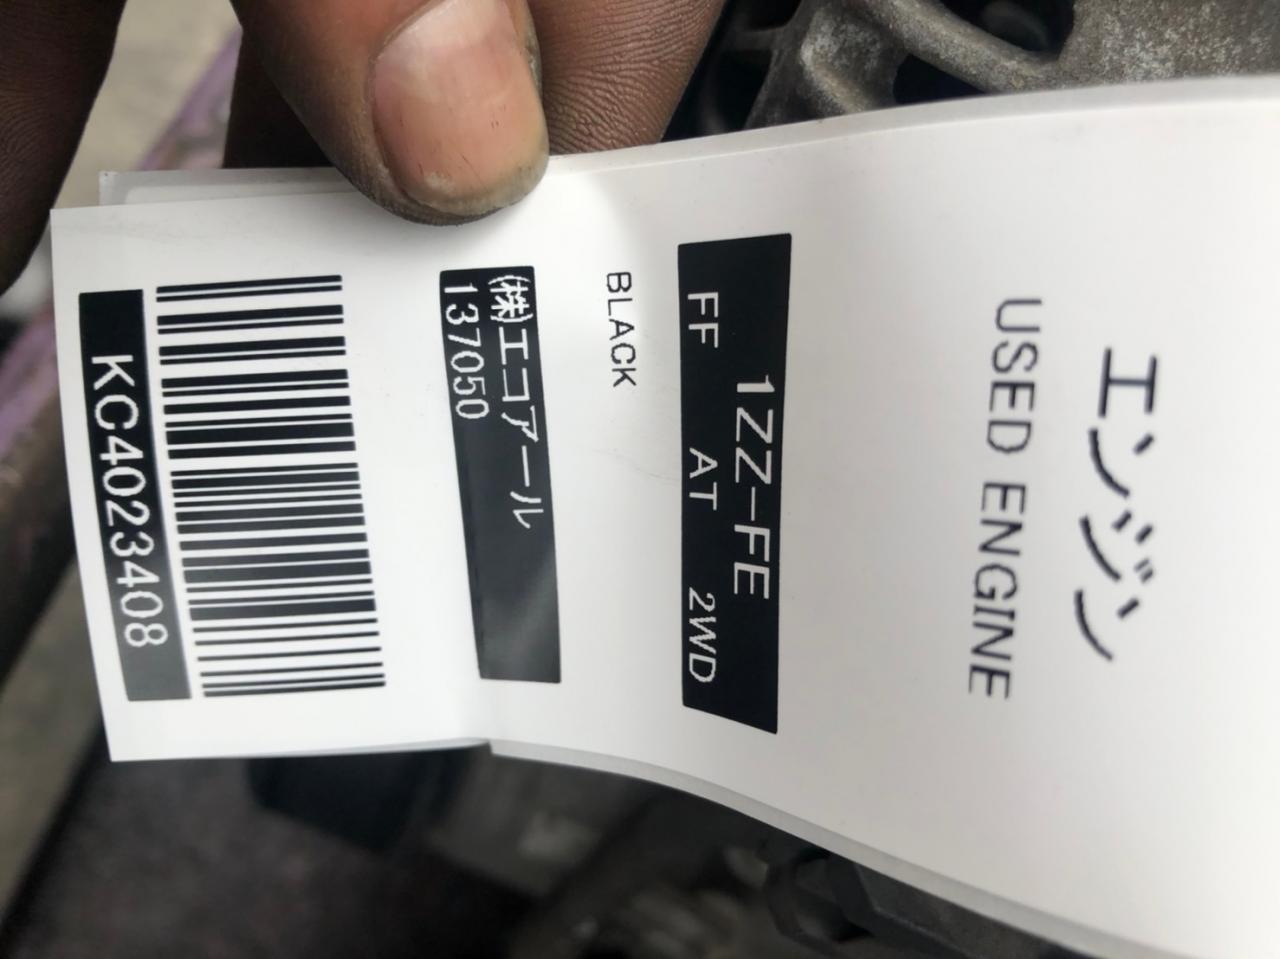 エンジン
USED ENGINE
1ZZ-FE
FF AT 2WD
BLACK
㈱エコアール
137050
KC4023408